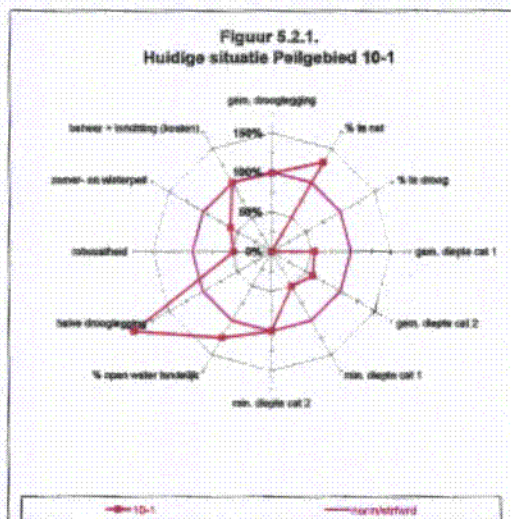 Figuur 5.2.1.
Huidige situatie Peilgebied 10-1
gem. drooglegging
beheer + inrichting (kosten)
150%
% te nat
zomer- en winterpeil
100%
% te droog
50%
robuustheid
0%
gem. diepte cat 1
halve drooglegging
gem. diepte cat 2
% open water landelijk
min. diepte cat 1
min. diepte cat 2
10-1
norm/strfwrd